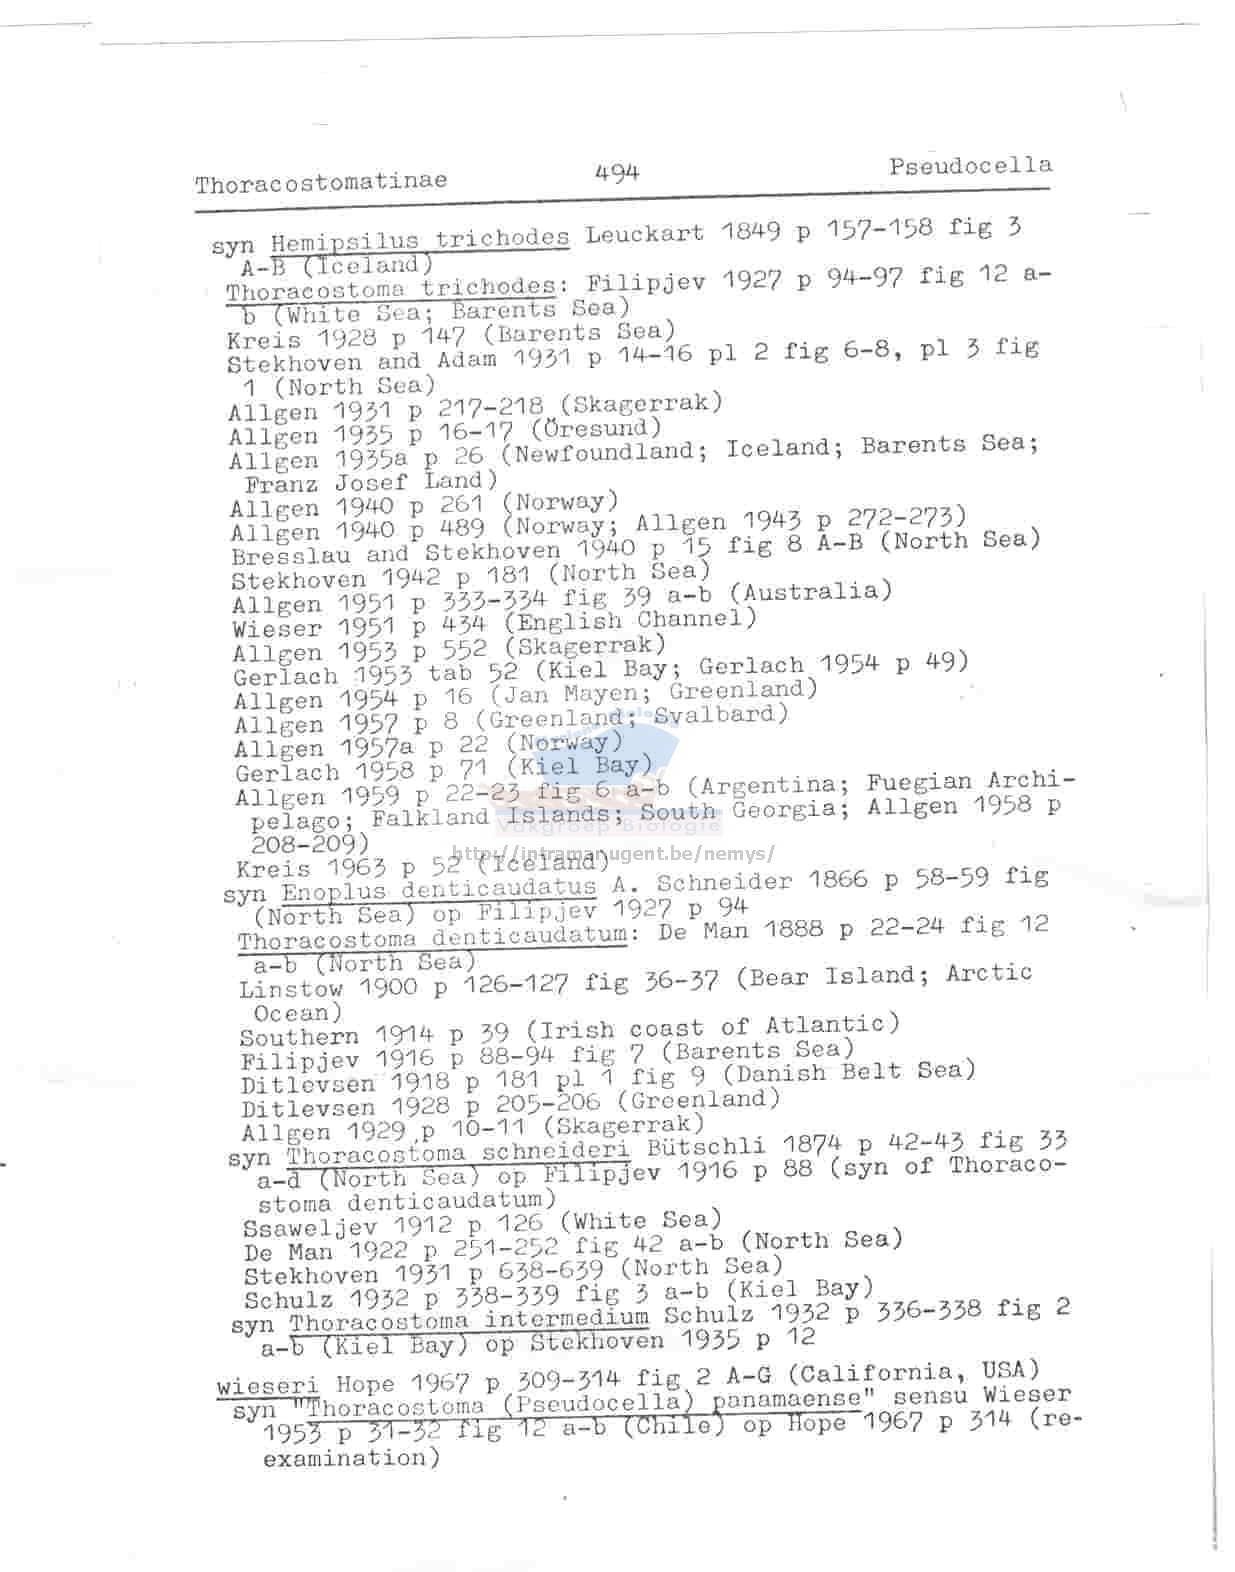 Thoracostomatinae 494 Pseudocella
syn Hemipsilus trichodes Leuckart 1849 p 157-158 fig 3
A-B (Iceland)
Thoracostoma trichodes: Filipjev 1927 p 94-97 fig 12 a-
b (White Sea; Barents Sea)
Kreis 1928 p 147 (Barents Sea)
Stekhoven and Adam 1931 p 14-16 pl 2 fig 6-8, pl 3 fig
1 (North Sea)
Allgen 1931 p 217-218 (Skagerrak)
Allgen 1935 p 16-17 (Öresund)
Allgen 1935a p 26 (Newfoundland; Iceland; Barents Sea;
Franz Josef Land)
Allgen 1940 p 261 (Norway)
Allgen 1940 p 489 (Norway; Allgen 1943 p 272-273)
Bresslau and Stekhoven 1940 p 15 fig 8 A-B (North Sea)
Stekhoven 1942 p 181 (North Sea)
Allgen 1951 p 333-334 fig 39 a-b (Australia)
Wieser 1951 p 434 (English Channel)
Allgen 1953 p 552 (Skagerrak)
Gerlach 1953 tab 52 (Kiel Bay; Gerlach 1954 p 49)
Allgen 1954 p 16 (Jan Mayen; Greenland)
Allgen 1957 p 8 (Greenland; Svalbard)
Allgen 1957a p 22 (Norway)
Gerlach 1958 p 71 (Kiel Bay)
Allgen 1959 p 22-23 fig 6 a-b (Argentina; Fuegian Archi-
pelago; Falkland Islands; South Georgia; Allgen 1958 p
208-209)
Vakgroep Biologie
http://intramar.ugent.be/nemys/
Kreis 1963 p 52 (Iceland)
syn Enoplus denticaudatus A. Schneider 1866 p 58-59 fig
(North Sea) op Filipjev 1927 p 94
Thoracostoma denticaudatum: De Man 1888 p 22-24 fig 12
a-b (North Sea)
Linstow 1900 p 126-127 fig 36-37 (Bear Island; Arctic
Ocean)
Southern 1914 p 39 (Irish coast of Atlantic)
Filipjev 1916 p 88-94 fig 7 (Barents Sea)
Ditlevsen 1918 p 181 pl 1 fig 9 (Danish Belt Sea)
Ditlevsen 1928 p 205-206 (Greenland)
Allgen 1929 p 10-11 (Skagerrak)
syn Thoracostoma schneideri Bütschli 1874 p 42-43 fig 33
a-d (North Sea) op Filipjev 1916 p 88 (syn of Thoraco-
stoma denticaudatum)
Ssaweljev 1912 p 126 (White Sea)
De Man 1922 p 251-252 fig 42 a-b (North Sea)
Stekhoven 1931 p 638-639 (North Sea)
Schulz 1932 p 338-339 fig 3 a-b (Kiel Bay)
syn Thoracostoma intermedium Schulz 1932 p 336-338 fig 2
a-b (Kiel Bay) op Stekhoven 1935 p 12
wieseri Hope 1967 p 309-314 fig 2 A-G (California, USA)
syn "Thoracostoma (Pseudocella) panamaense" sensu Wieser
1953 p 31-32 fig 12 a-b (Chile) op Hope 1967 p 314 (re-
examination)